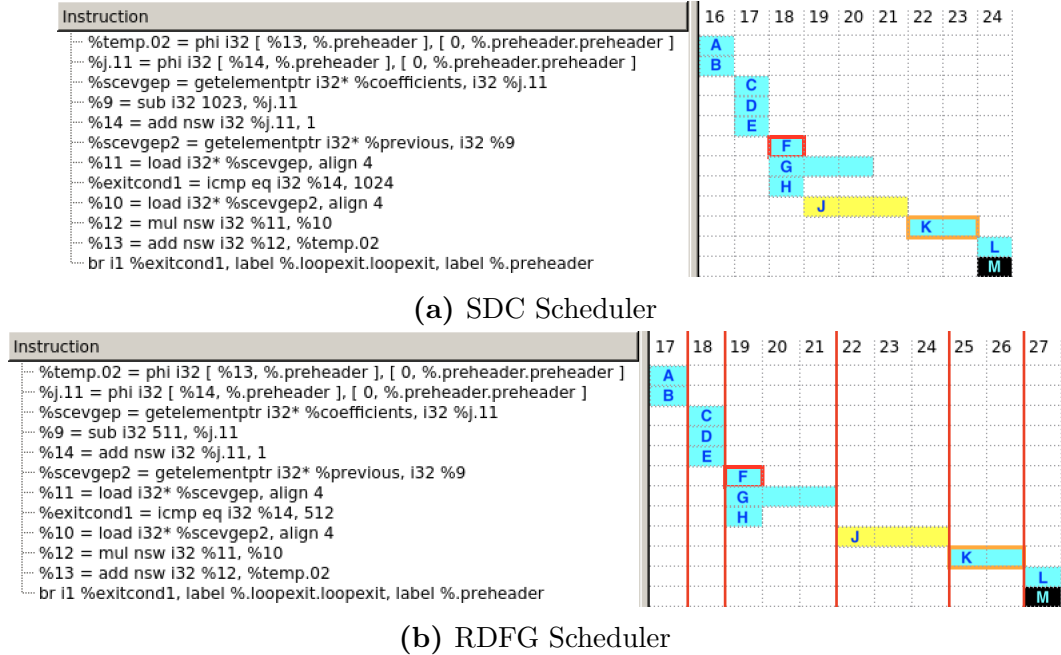 Instruction 16 17 18 19 20 21 22 23 24
%temp.02 = phi i32 [ %13, %.preheader ], [ 0, %.preheader.preheader ] A
%j.11 = phi i32 [ %14, %.preheader ], [ 0, %.preheader.preheader ] B
%scevgep = getelementptr i32* %coefficients, i32 %j.11 C
%9 = sub i32 1023, %j.11 D
%14 = add nsw i32 %j.11, 1 E
%scevgep2 = getelementptr i32* %previous, i32 %9 F
%11 = load i32* %scevgep, align 4 G
%exitcond1 = icmp eq i32 %14, 1024 H
%10 = load i32* %scevgep2, align 4 J
%12 = mul nsw i32 %11, %10 K
%13 = add nsw i32 %12, %temp.02 L
br i1 %exitcond1, label %.loopexit.loopexit, label %.preheader M
(a) SDC Scheduler
Instruction 17 18 19 20 21 22 23 24 25 26 27
%temp.02 = phi i32 [ %13, %.preheader ], [ 0, %.preheader.preheader ] A
%j.11 = phi i32 [ %14, %.preheader ], [ 0, %.preheader.preheader ] B
%scevgep = getelementptr i32* %coefficients, i32 %j.11 C
%9 = sub i32 511, %j.11 D
%14 = add nsw i32 %j.11, 1 E
%scevgep2 = getelementptr i32* %previous, i32 %9 F
%11 = load i32* %scevgep, align 4 G
%exitcond1 = icmp eq i32 %14, 512 H
%10 = load i32* %scevgep2, align 4 J
%12 = mul nsw i32 %11, %10 K
%13 = add nsw i32 %12, %temp.02 L
br i1 %exitcond1, label %.loopexit.loopexit, label %.preheader M
(b) RDFG Scheduler